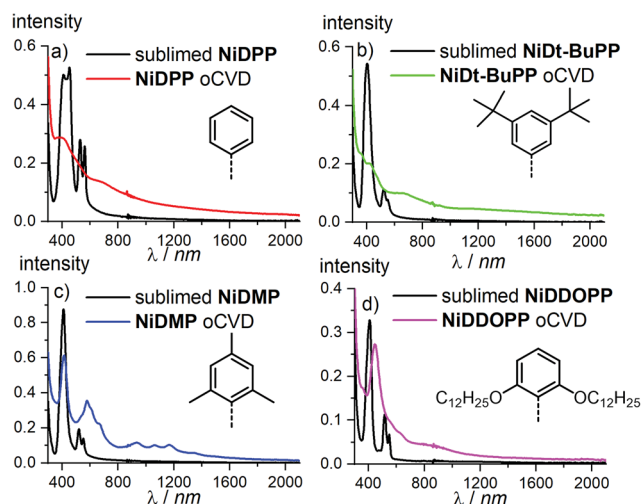 intensity
a)
sublimed NiDPP
NiDPP oCVD
0.6
0.4
0.2
0.0
400 800 1200 1600 2000
λ / nm
intensity
b)
sublimed NiDt-BuPP
NiDt-BuPP oCVD
0.6
0.4
0.2
0.0
400 800 1200 1600 2000
λ / nm
intensity
c)
sublimed NiDMP
NiDMP oCVD
1.0
0.8
0.6
0.4
0.2
0.0
400 800 1200 1600 2000
λ / nm
intensity
d)
sublimed NiDDOPP
NiDDOPP oCVD
C12H25O OC12H25
0.4
0.3
0.2
0.1
0.0
400 800 1200 1600 2000
λ / nm